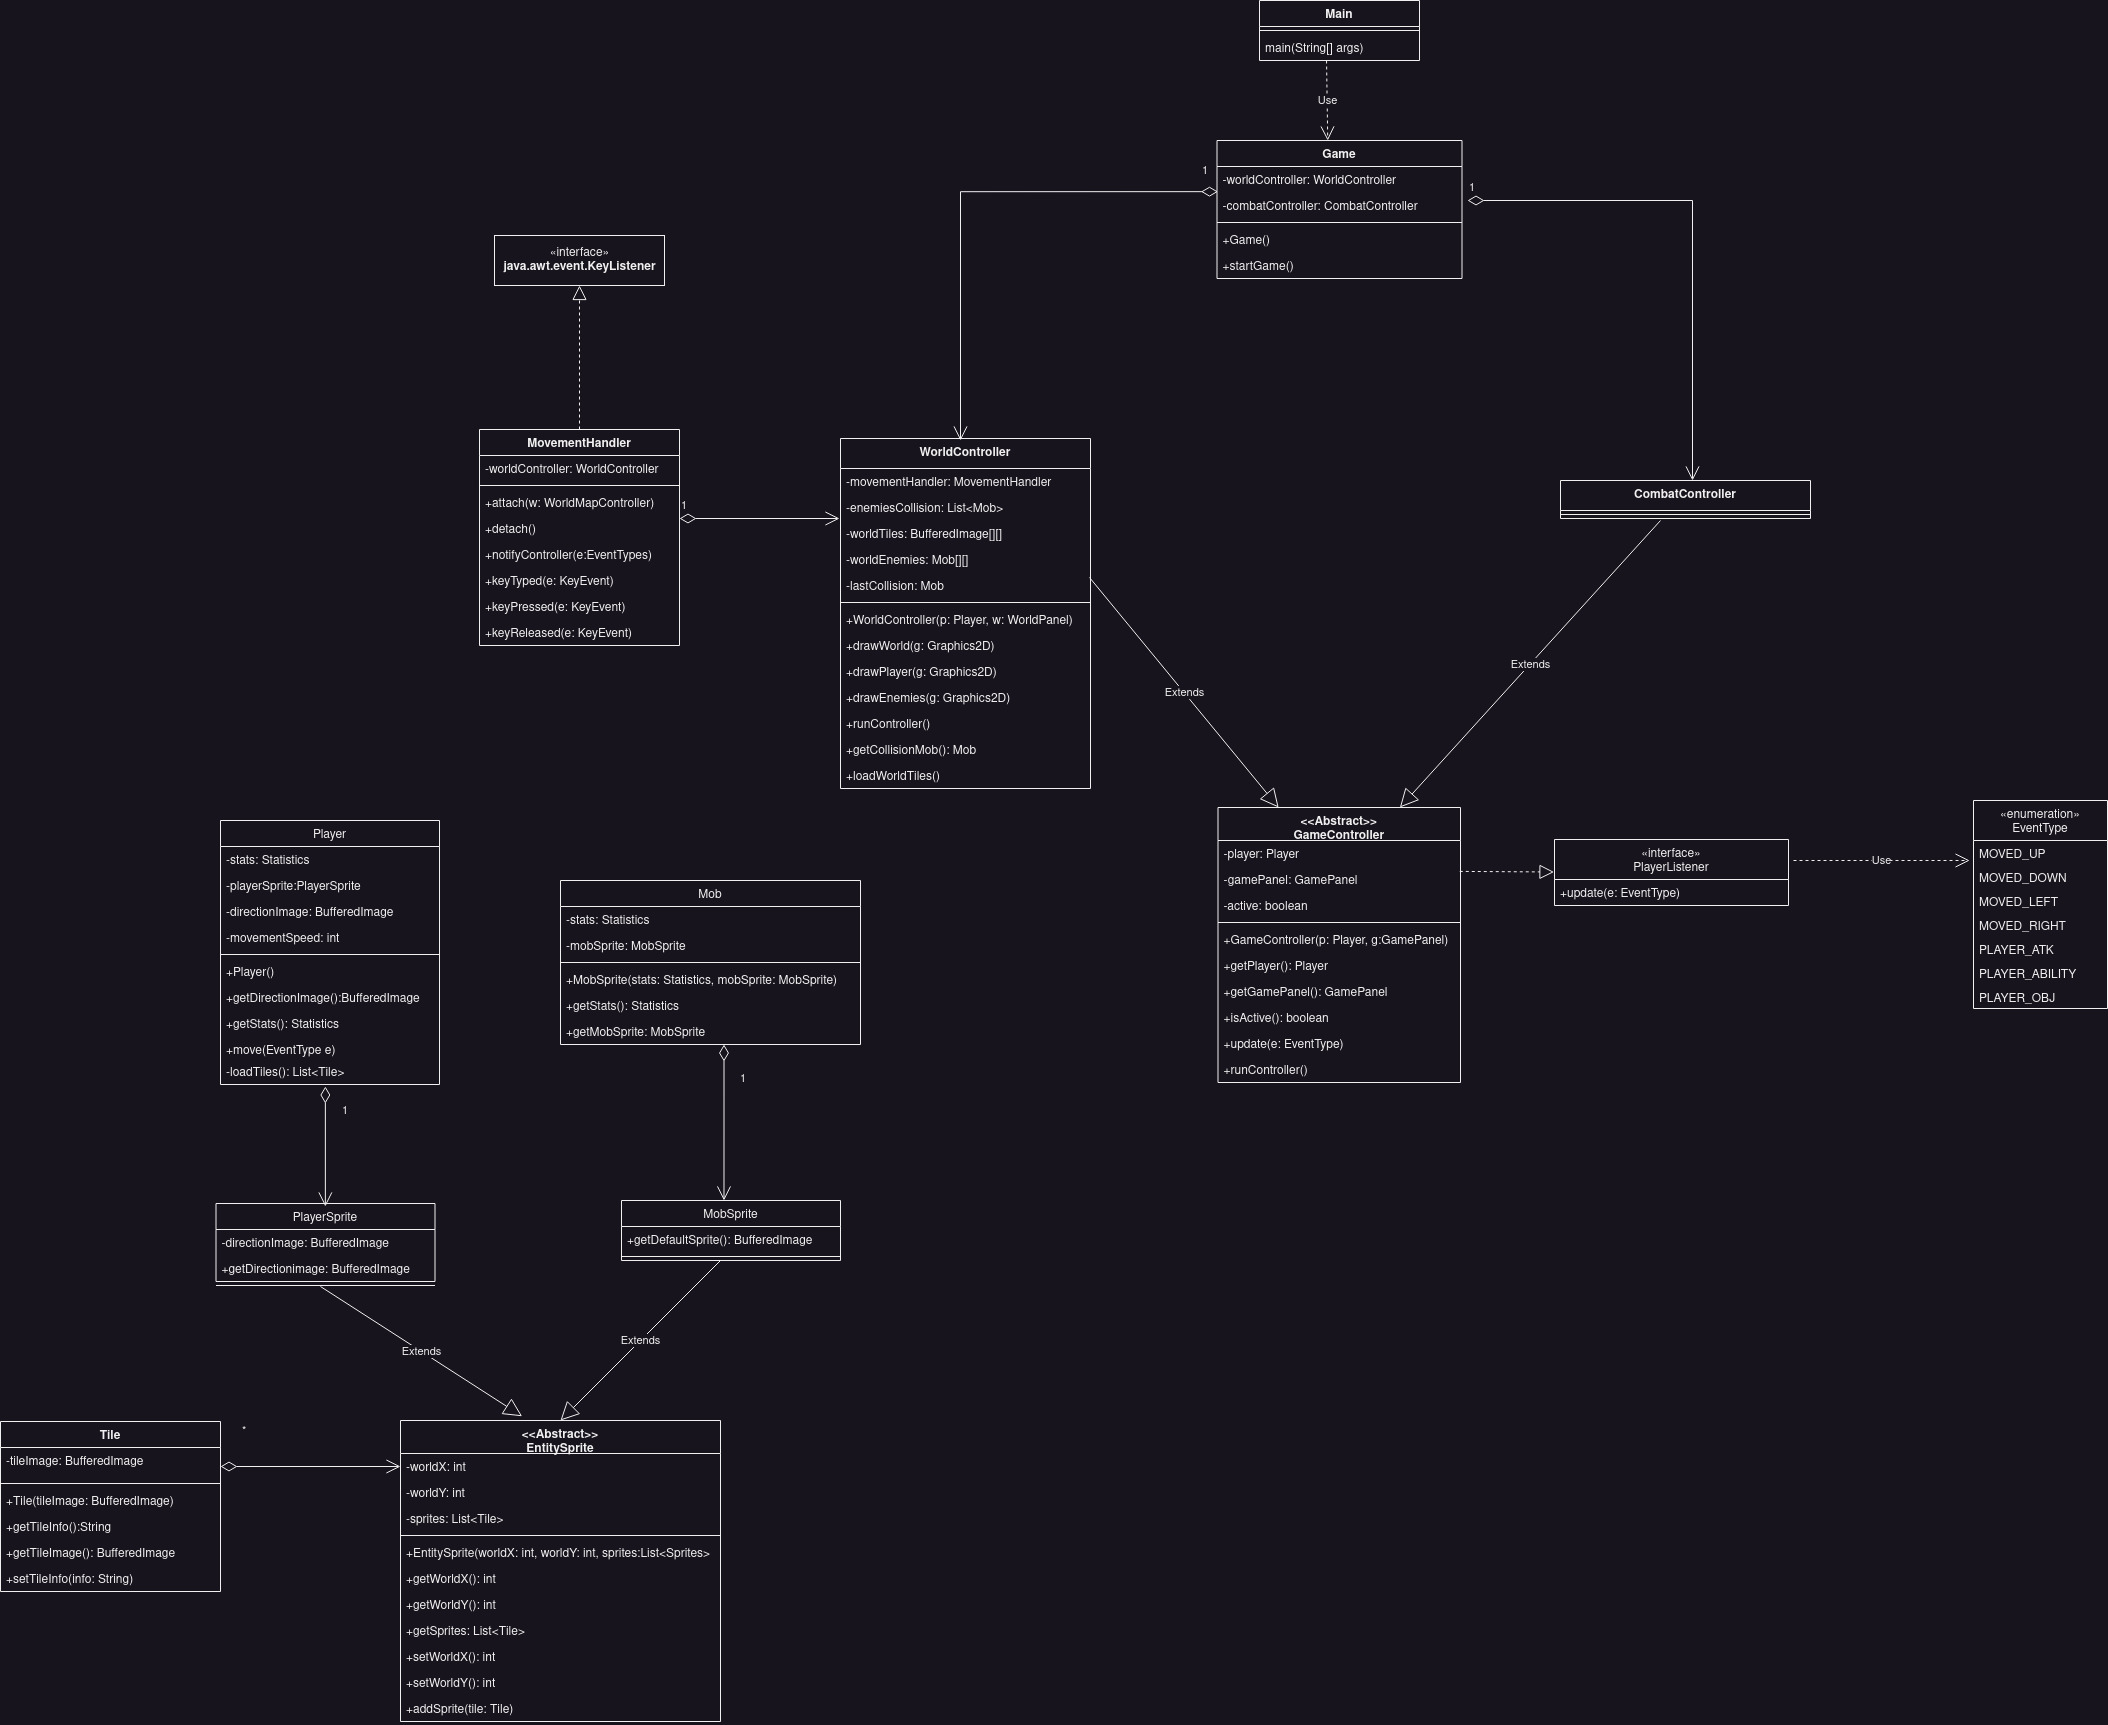 Main
main(String[] args)
Use
Game
-worldController: WorldController
-combatController: CombatController
+Game()
+startGame()
1
1
«interface»
java.awt.event.KeyListener
MovementHandler
-worldController: WorldController
+attach(w: WorldMapController)
+detach()
+notifyController(e:EventTypes)
+keyTyped(e: KeyEvent)
+keyPressed(e: KeyEvent)
+keyReleased(e: KeyEvent)
1
WorldController
-movementHandler: MovementHandler
-enemiesCollision: List<Mob>
-worldTiles: BufferedImage[][]
-worldEnemies: Mob[][]
-lastCollision: Mob
+WorldController(p: Player, w: WorldPanel)
+drawWorld(g: Graphics2D)
+drawPlayer(g: Graphics2D)
+drawEnemies(g: Graphics2D)
+runController()
+getCollisionMob(): Mob
+loadWorldTiles()
CombatController
Extends
Extends
<<Abstract>>
GameController
-player: Player
-gamePanel: GamePanel
-active: boolean
+GameController(p: Player, g:GamePanel)
+getPlayer(): Player
+getGamePanel(): GamePanel
+isActive(): boolean
+update(e: EventType)
+runController()
«interface»
PlayerListener
+update(e: EventType)
Use
«enumeration»
EventType
MOVED_UP
MOVED_DOWN
MOVED_LEFT
MOVED_RIGHT
PLAYER_ATK
PLAYER_ABILITY
PLAYER_OBJ
Player
-stats: Statistics
-playerSprite:PlayerSprite
-directionImage: BufferedImage
-movementSpeed: int
+Player()
+getDirectionImage():BufferedImage
+getStats(): Statistics
+move(EventType e)
-loadTiles(): List<Tile>
1
Mob
-stats: Statistics
-mobSprite: MobSprite
+MobSprite(stats: Statistics, mobSprite: MobSprite)
+getStats(): Statistics
+getMobSprite: MobSprite
1
PlayerSprite
-directionImage: BufferedImage
+getDirectionimage: BufferedImage
MobSprite
+getDefaultSprite(): BufferedImage
Extends
Extends
Tile
-tileImage: BufferedImage
+Tile(tileImage: BufferedImage)
+getTileInfo():String
+getTileImage(): BufferedImage
+setTileInfo(info: String)
*
<<Abstract>>
EntitySprite
-worldX: int
-worldY: int
-sprites: List<Tile>
+EntitySprite(worldX: int, worldY: int, sprites:List<Sprites>
+getWorldX(): int
+getWorldY(): int
+getSprites: List<Tile>
+setWorldX(): int
+setWorldY(): int
+addSprite(tile: Tile)